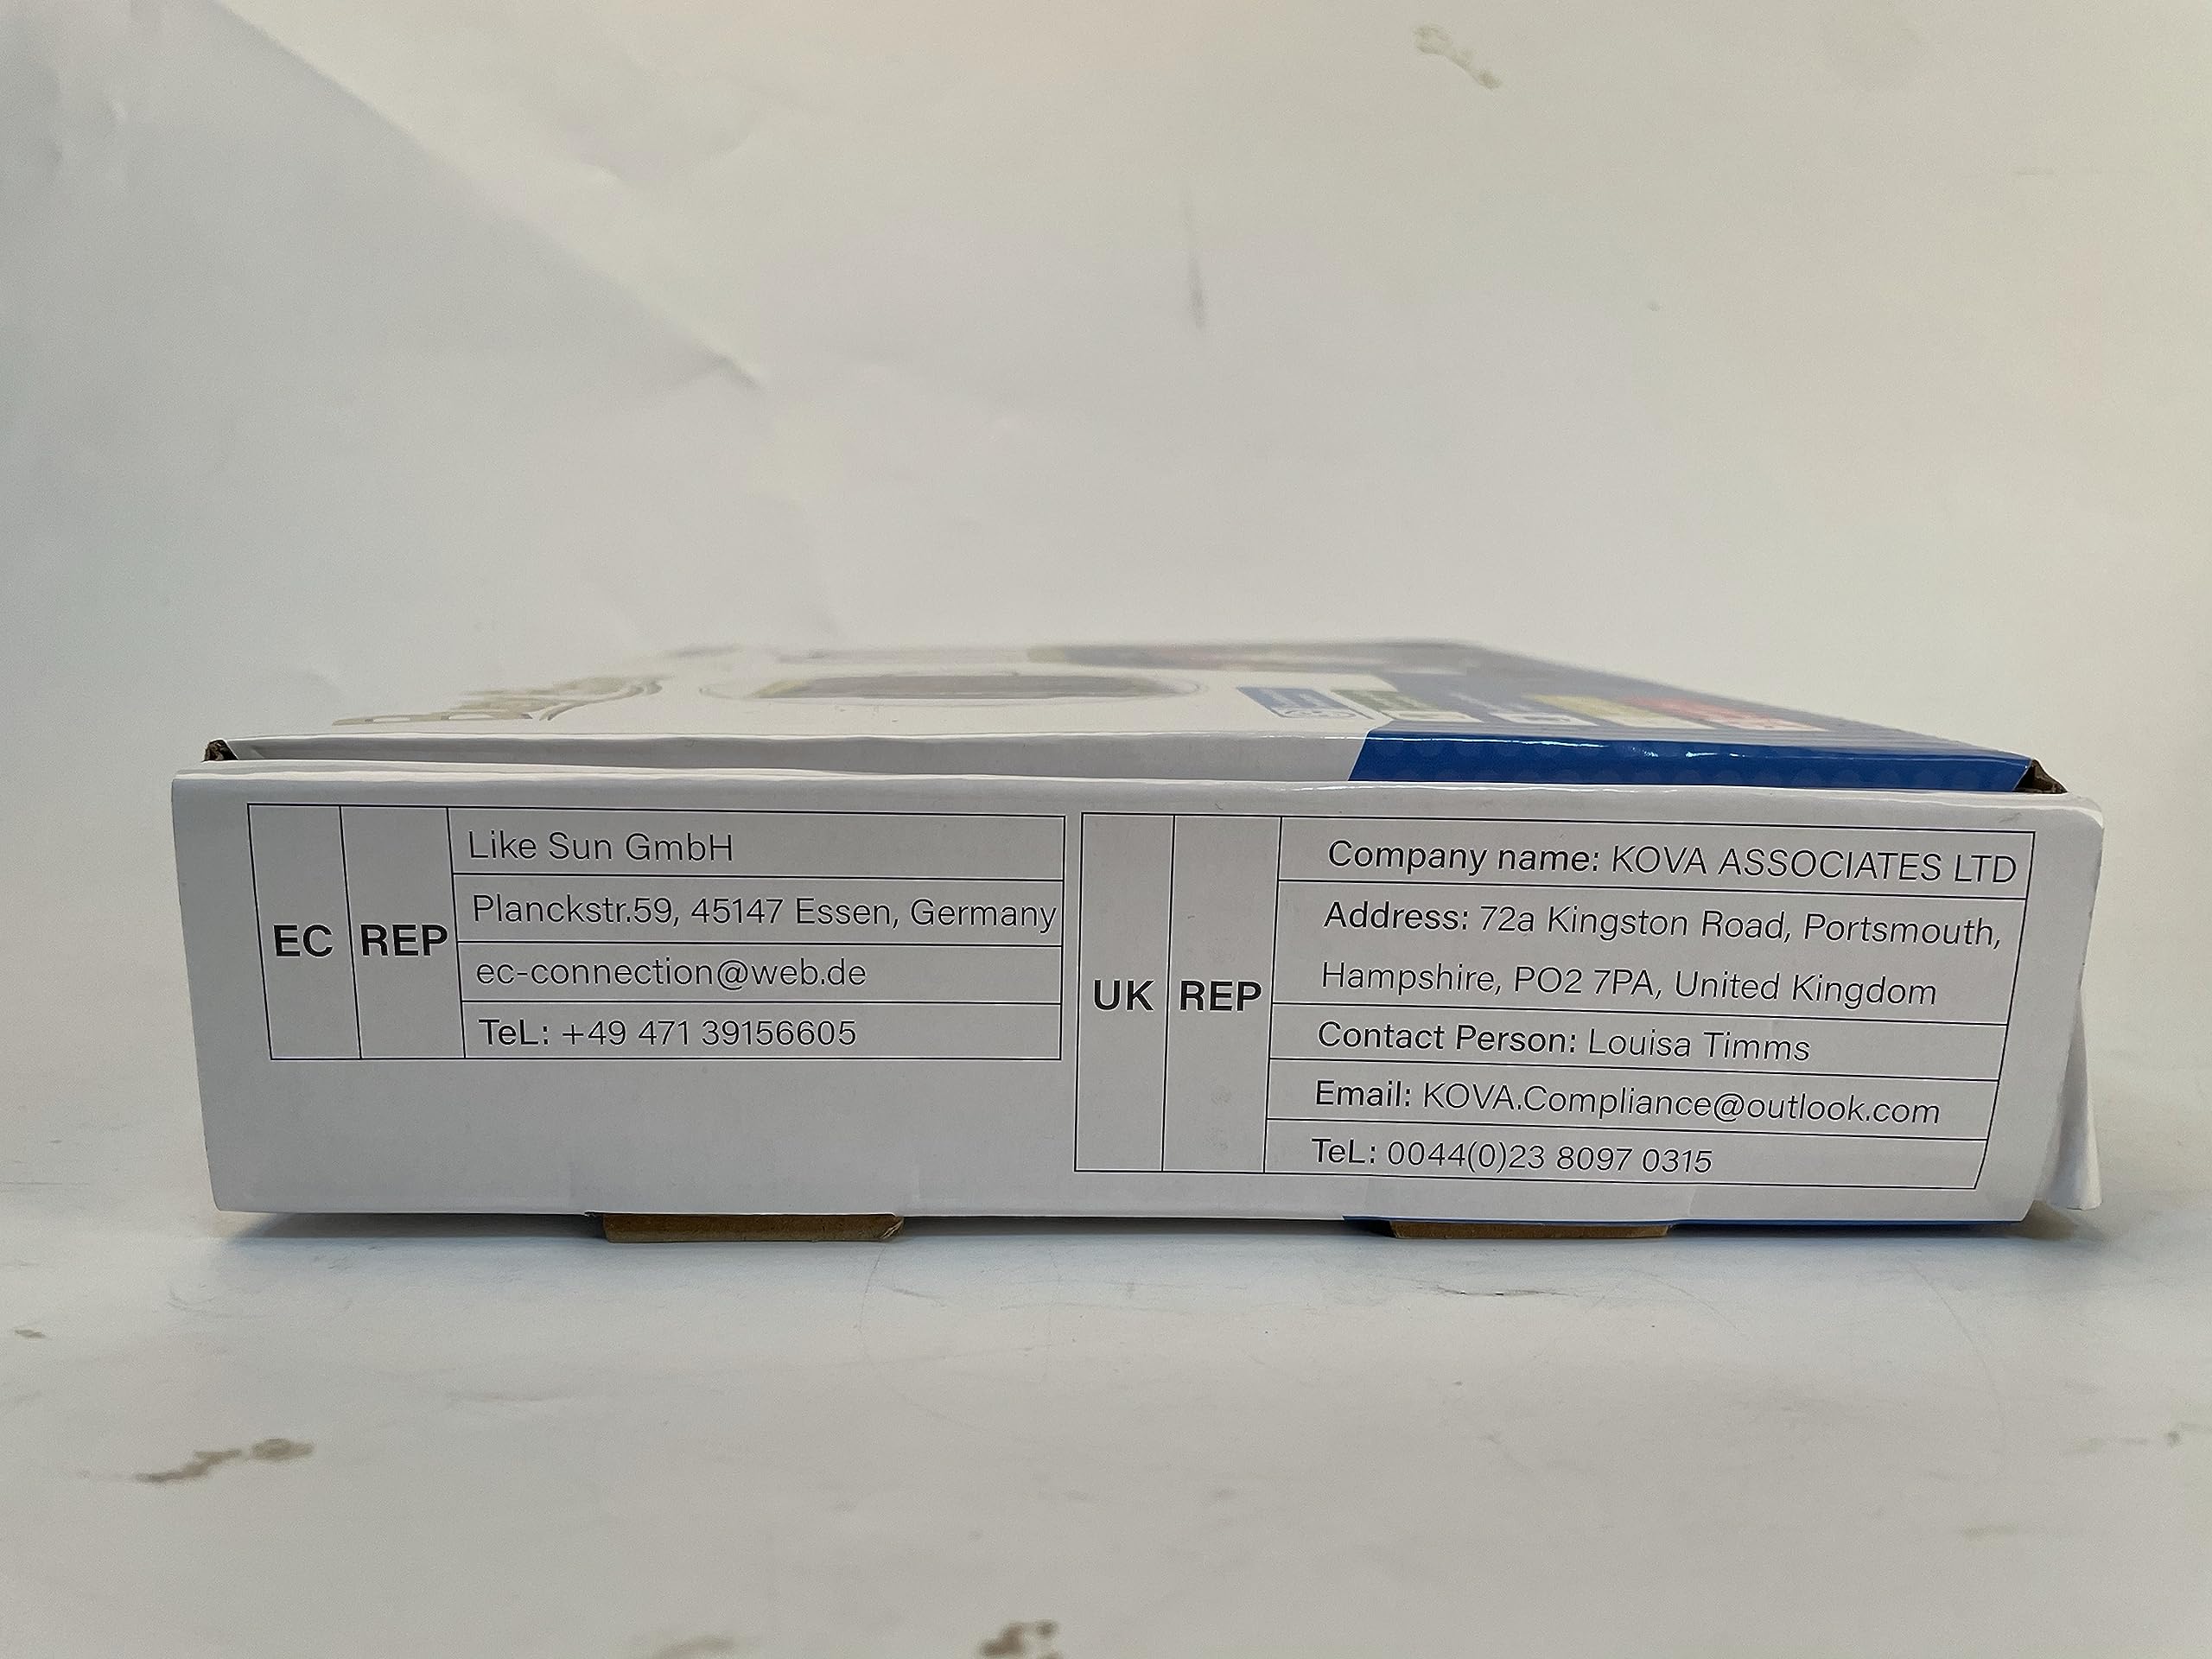 EC REP
Like Sun GmbH
Planckstr.59, 45147 Essen, Germany
ec-connection@web.de
TeL: +49 471 39156605
UK REP
Company name: KOVA ASSOCIATES LTD
Address: 72a Kingston Road, Portsmouth,
Hampshire, PO2 7PA, United Kingdom
Contact Person: Louisa Timms
Email: KOVA.Compliance@outlook.com
TeL: 0044(0)23 8097 0315